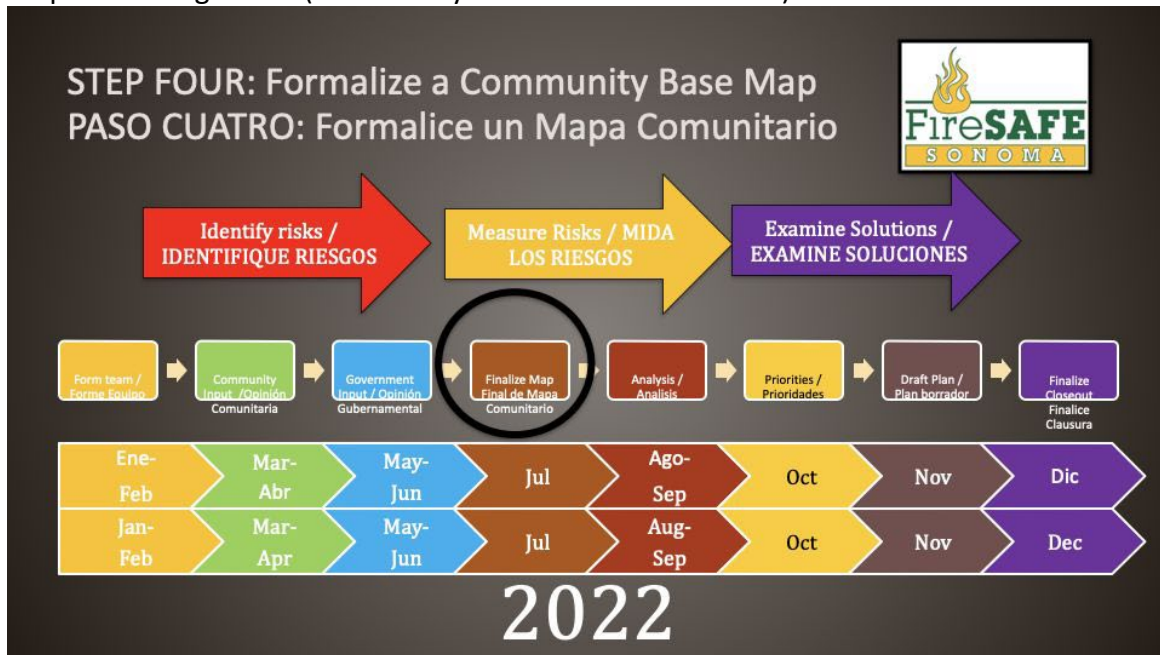 STEP FOUR: Formalize a Community Base Map
PASO CUATRO: Formalice un Mapa Comunitario
FireSAFE
SONOMA
Identify risks /
IDENTIFIQUE RIESGOS
Measure Risks / MIDA
LOS RIESGOS
Examine Solutions /
EXAMINE SOLUCIONES
Form team /
Forme Equipo
Community
Input /Opinión
Comunitaria
Government
Input / Opinión
Gubernamental
Finalize Map
Final de Mapa
Comunitario
Analysis /
Analisis
Priorities /
Prioridades
Draft Plan /
Plan borrador
Finalize
Closeout
Finalice
Clausura
Ene-
Feb
Mar-
Abr
May-
Jun
Jul
Ago-
Sep
Oct
Nov
Dic
Jan-
Feb
Mar-
Apr
May-
Jun
Jul
Aug-
Sep
Oct
Nov
Dec
2022